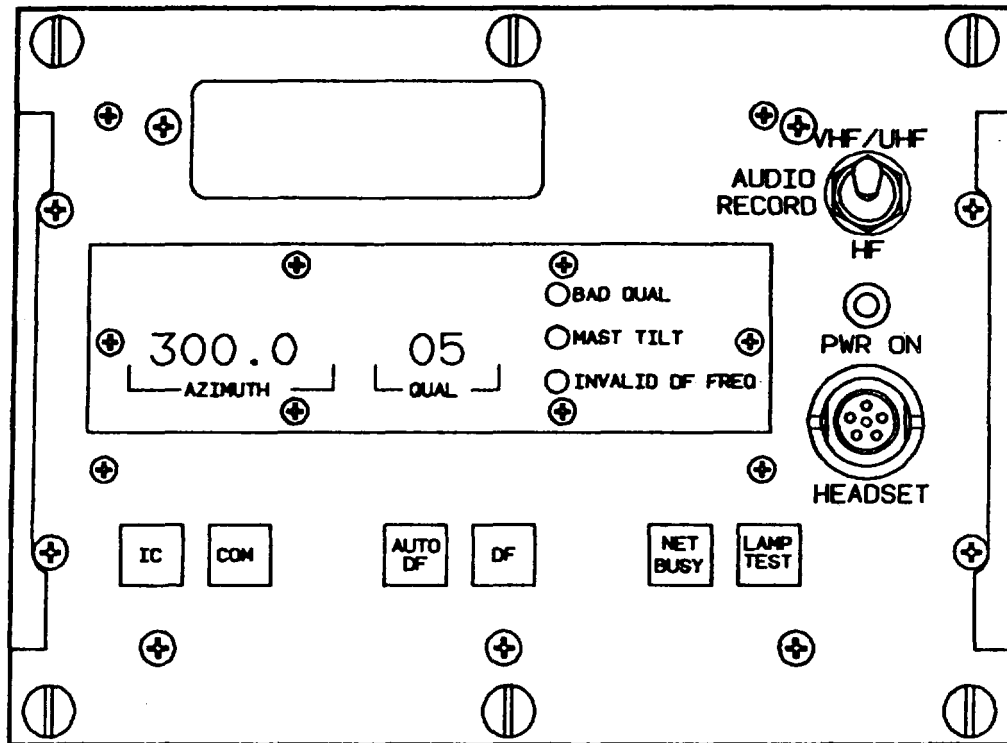 VHF/UHF
AUDIO
RECORD
HF
BAD QUAL
MAST TILT
INVALID DF FREQ
300.0
AZIMUTH
05
QUAL
PWR ON
HEADSET
IC
COM
AUTO
DF
DF
NET
BUSY
LAMP
TEST